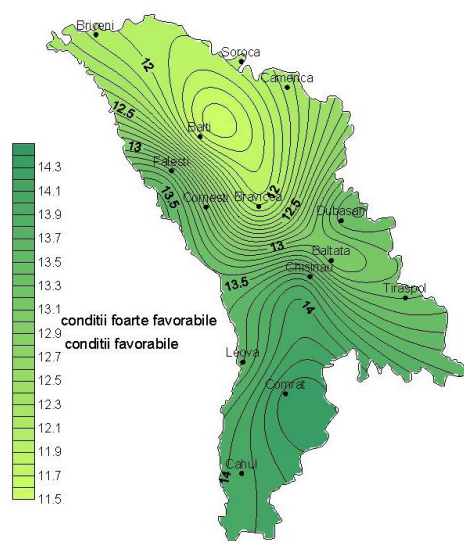 Briceni
Soroca
Camenca
12
12.5
Balti
13
Falesti
13.5
Cornesti
Bravicea
12
12.5
Dubasari
13
Baltata
Chisinau
13.5
Tiraspol
14
Leova
Comrat
Cahul
14
14.3
14.1
13.9
13.7
13.5
13.3
13.1
conditii foarte favorabile
12.9
conditii favorabile
12.7
12.5
12.3
12.1
11.9
11.7
11.5